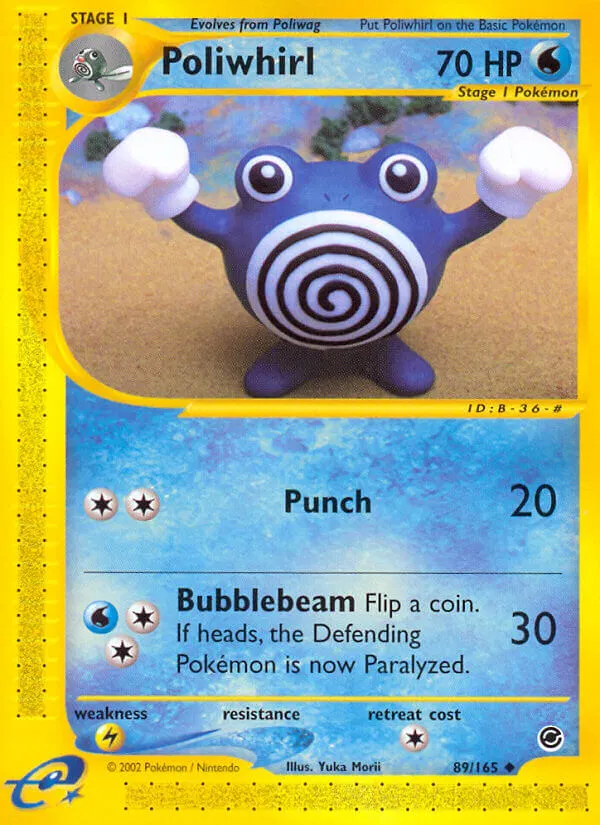 STAGE 1
Evolves from Poliwag
Put Poliwhirl on the Basic Pokémon
Poliwhirl
70 HP
Stage 1 Pokémon
ID:B-36-#
Punch
20
Bubblebeam Flip a coin.
If heads, the Defending
Pokémon is now Paralyzed.
30
weakness
resistance
retreat cost
© 2002 Pokémon / Nintendo
Illus. Yuka Morii
89/165 ◆
e